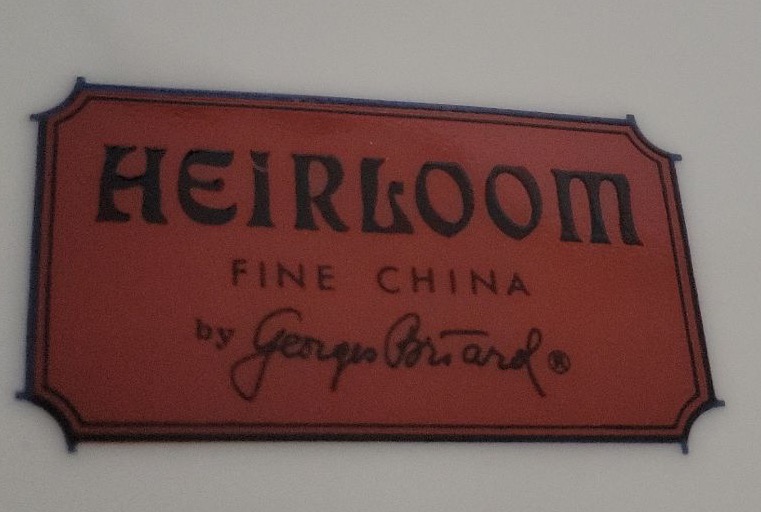 HEIRLOOM
FINE CHINA
by Georges Briard ®